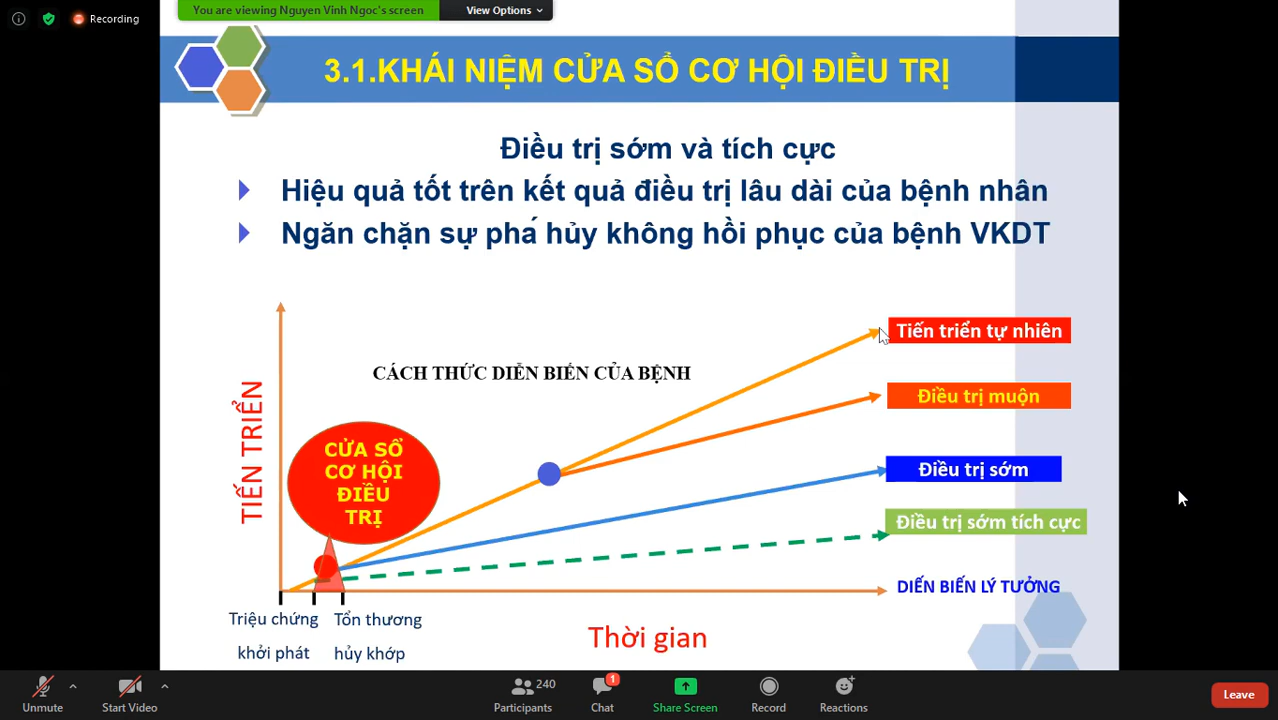 You are viewing Nguyen Vinh Ngoc's screen
View Options
Recording
3.1.KHÁI NIỆM CỬA SỔ CƠ HỘI ĐIỀU TRỊ
Điều trị sớm và tích cực
Hiệu quả tốt trên kết quả điều trị lâu dài của bệnh nhân
Ngăn chặn sự phá hủy không hồi phục của bệnh VKDT
Tiến triển tự nhiên
CÁCH THỨC DIỄN BIẾN CỦA BỆNH
Điều trị muộn
TIẾN TRIỂN
CỬA SỔ
CƠ HỘI
ĐIỀU
TRỊ
Điều trị sớm
Điều trị sớm tích cực
DIẾN BIẾN LÝ TƯỞNG
Triệu chứng
khởi phát
Tổn thương
hủy khớp
Thời gian
Unmute
Start Video
240
Participants
1
Chat
Share Screen
Record
Reactions
Leave